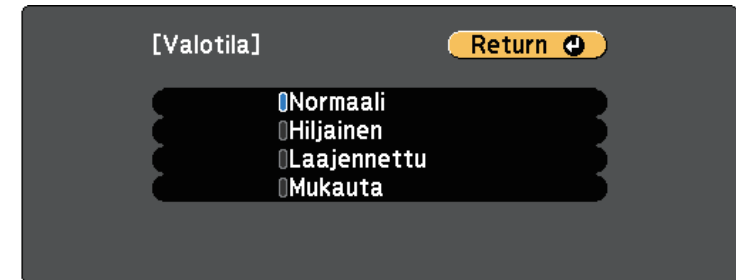 [Valotila]
Return
Normaali
Hiljainen
Laajennettu
Mukauta